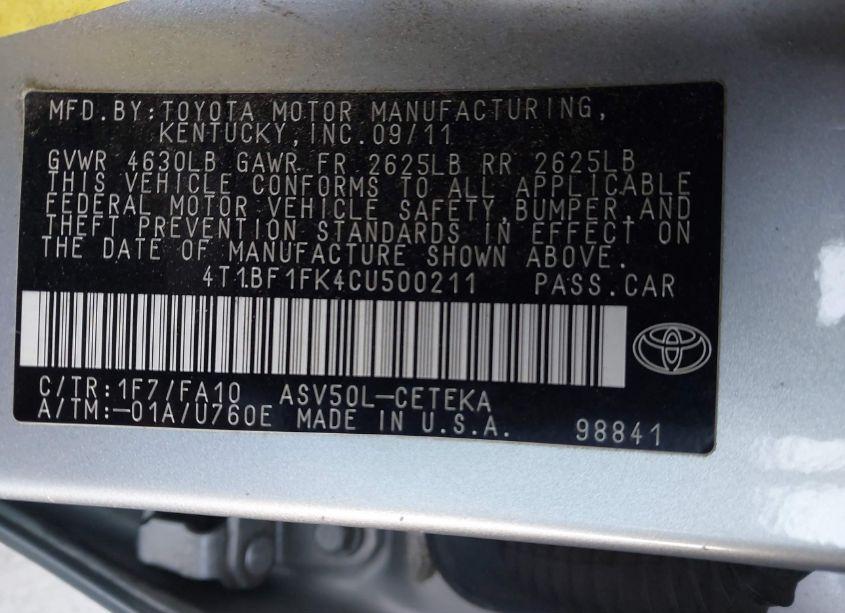 MFD.BY:TOYOTA MOTOR MANUFACTURING,
KENTUCKY,INC.09/11
GVWR 4630LB GAWR FR 2625LB RR 2625LB
THIS VEHICLE CONFORMS TO ALL APPLICABLE
FEDERAL MOTOR VEHICLE SAFETY,BUMPER,AND
THEFT PREVENTION STANDARDS IN EFFECT ON
THE DATE OF MANUFACTURE SHOWN ABOVE.
4T1BF1FK4CU500211 PASS.CAR
C/TR:1F7/FA10 ASV50L-CETEKA
A/TM:-01A/U760E MADE IN U.S.A. 98841